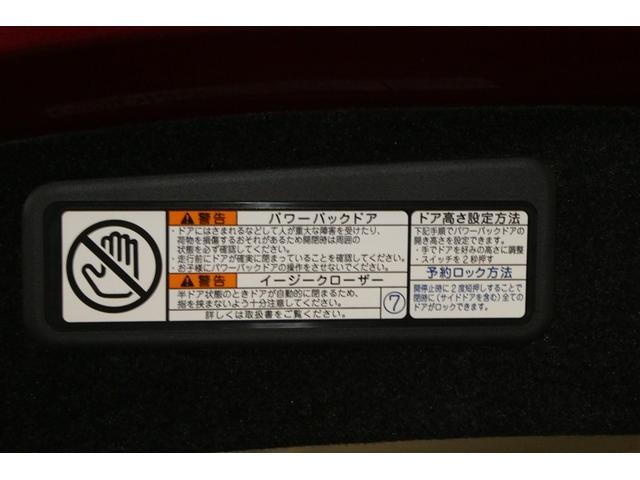 警告 パワーバックドア
・ドアにはさまれるなどして人が重大な障害を受けたり、
荷物を損傷するおそれがあるため開閉時は周囲の
状態を必ず確認してください。
・走行前にドアが確実に閉まっていることを確認してください。
・お子様にパワーバックドアの操作をさせないでください。
警告 イージークローザー
半ドア状態のときドアが自動的に閉まるため、
指を挟まないよう十分注意してください。
詳しくは取扱書をご覧ください。
⑦
ドア高さ設定方法
下記手順でパワーバックドアの
開き高さを設定できます。
・手でドアを好みの高さに調整
・スイッチを2秒押す
予約ロック方法
開停止時に2度短押しすることで
閉時に(サイドドアを含む)全ての
ドアがロックできます。